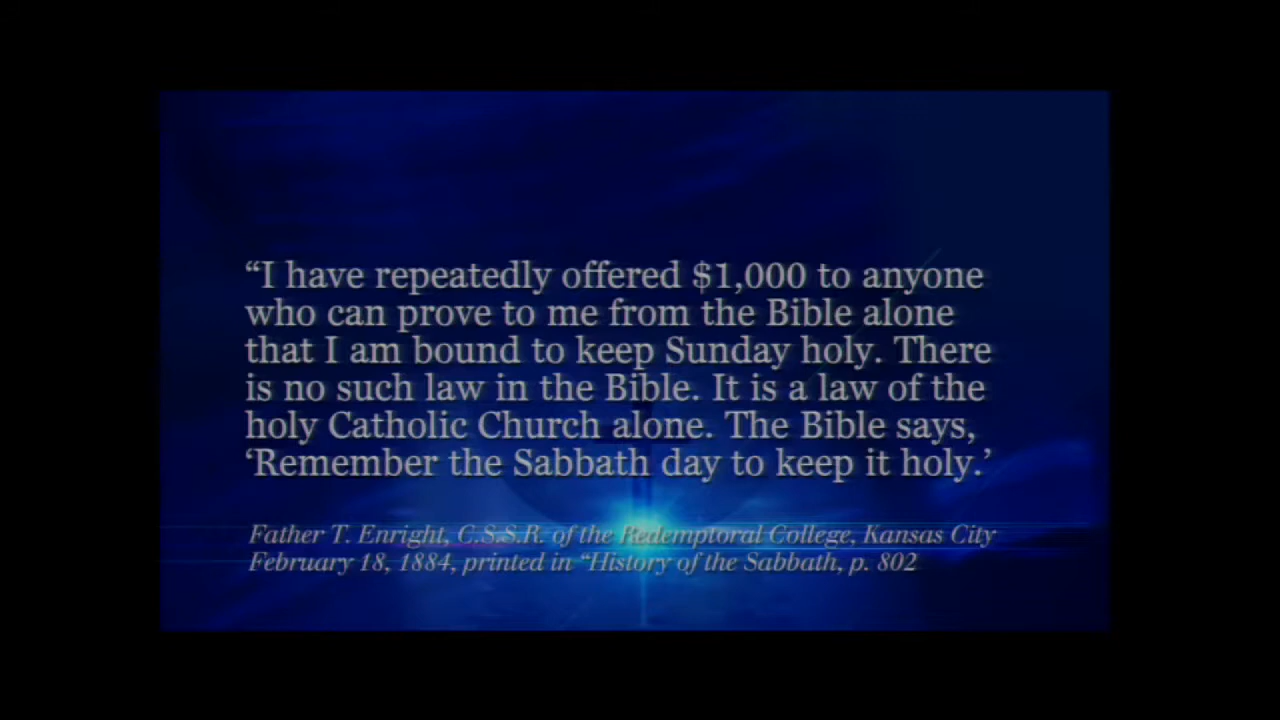 “I have repeatedly offered $1,000 to anyone
who can prove to me from the Bible alone
that I am bound to keep Sunday holy. There
is no such law in the Bible. It is a law of the
holy Catholic Church alone. The Bible says,
‘Remember the Sabbath day to keep it holy.’
Father T. Enright, C.S.S.R. of the Redemptoral College, Kansas City
February 18, 1884, printed in “History of the Sabbath, p. 802